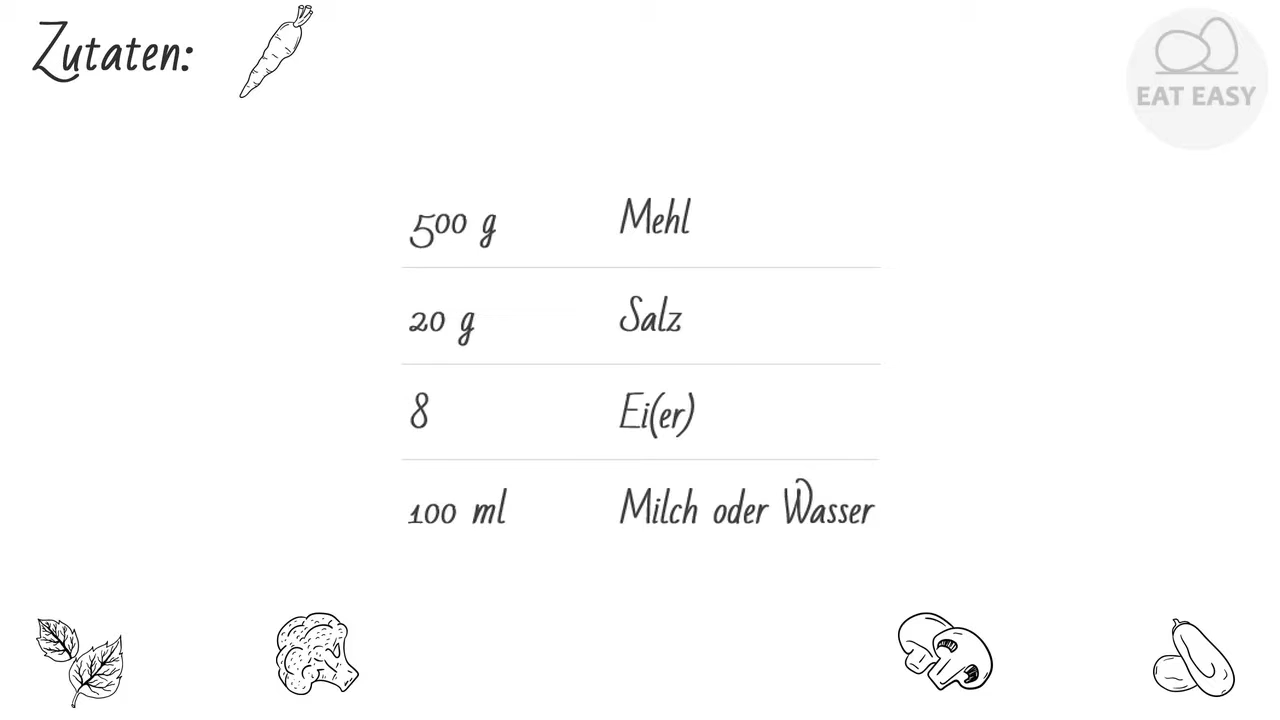 Zutaten:
EAT EASY
500 g Mehl
20 g Salz
8 Ei(er)
100 ml Milch oder Wasser